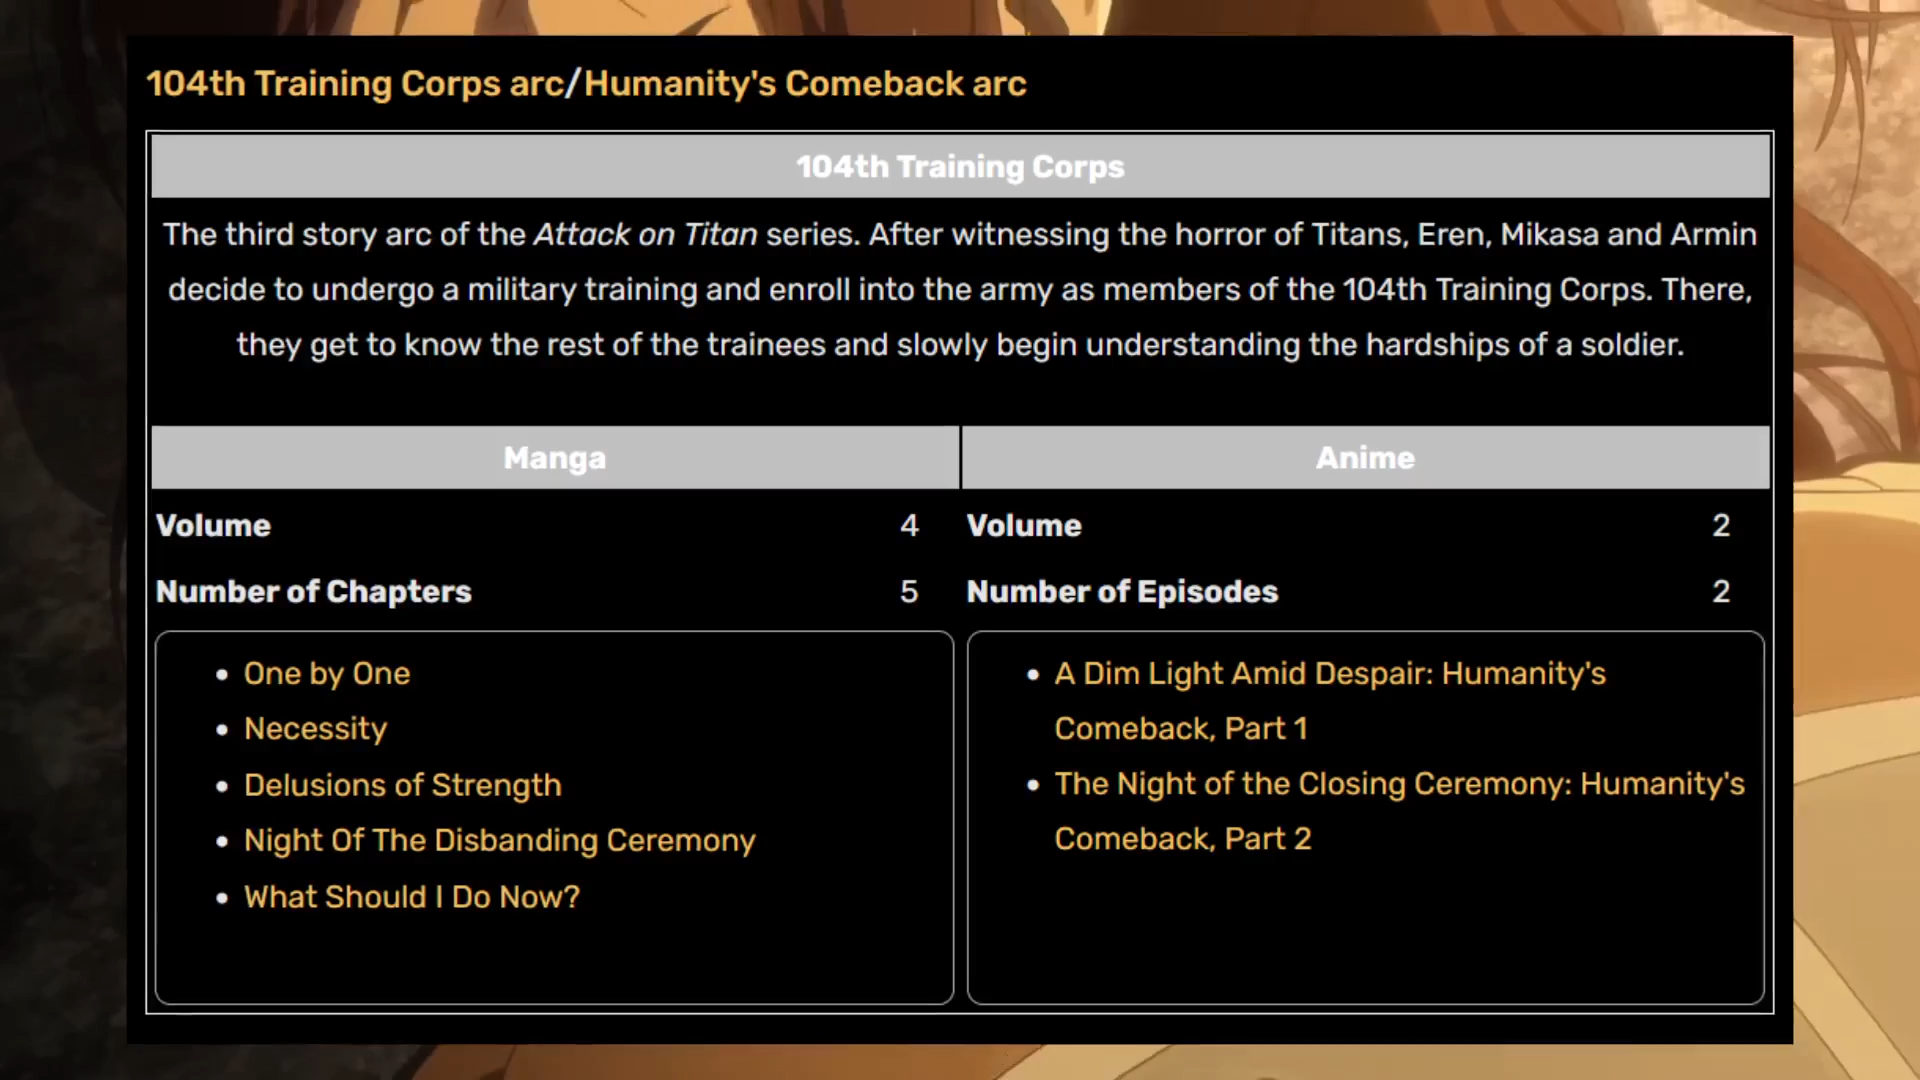 104th Training Corps arc/Humanity's Comeback arc
104th Training Corps
The third story arc of the Attack on Titan series. After witnessing the horror of Titans, Eren, Mikasa and Armin
decide to undergo a military training and enroll into the army as members of the 104th Training Corps. There,
they get to know the rest of the trainees and slowly begin understanding the hardships of a soldier.
Manga
Volume 4
Number of Chapters 5
• One by One
• Necessity
• Delusions of Strength
• Night Of The Disbanding Ceremony
• What Should I Do Now?
Anime
Volume 2
Number of Episodes 2
• A Dim Light Amid Despair: Humanity's
Comeback, Part 1
• The Night of the Closing Ceremony: Humanity's
Comeback, Part 2